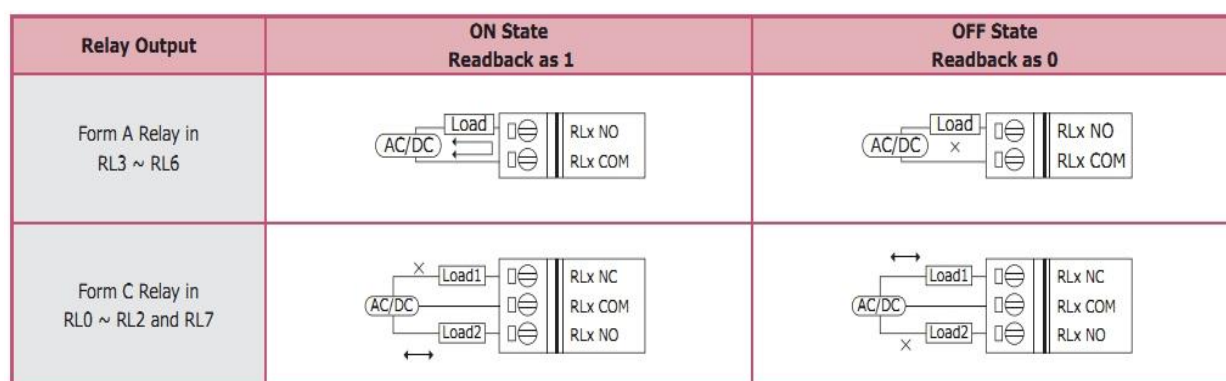 Relay Output
ON State
Readback as 1
OFF State
Readback as 0
Form A Relay in
RL3 ~ RL6
Load
AC/DC
RLx NO
RLx COM
Load
AC/DC
RLx NO
RLx COM
Form C Relay in
RL0 ~ RL2 and RL7
Load1
RLx NC
AC/DC
RLx COM
Load2
RLx NO
Load1
RLx NC
AC/DC
RLx COM
Load2
RLx NO